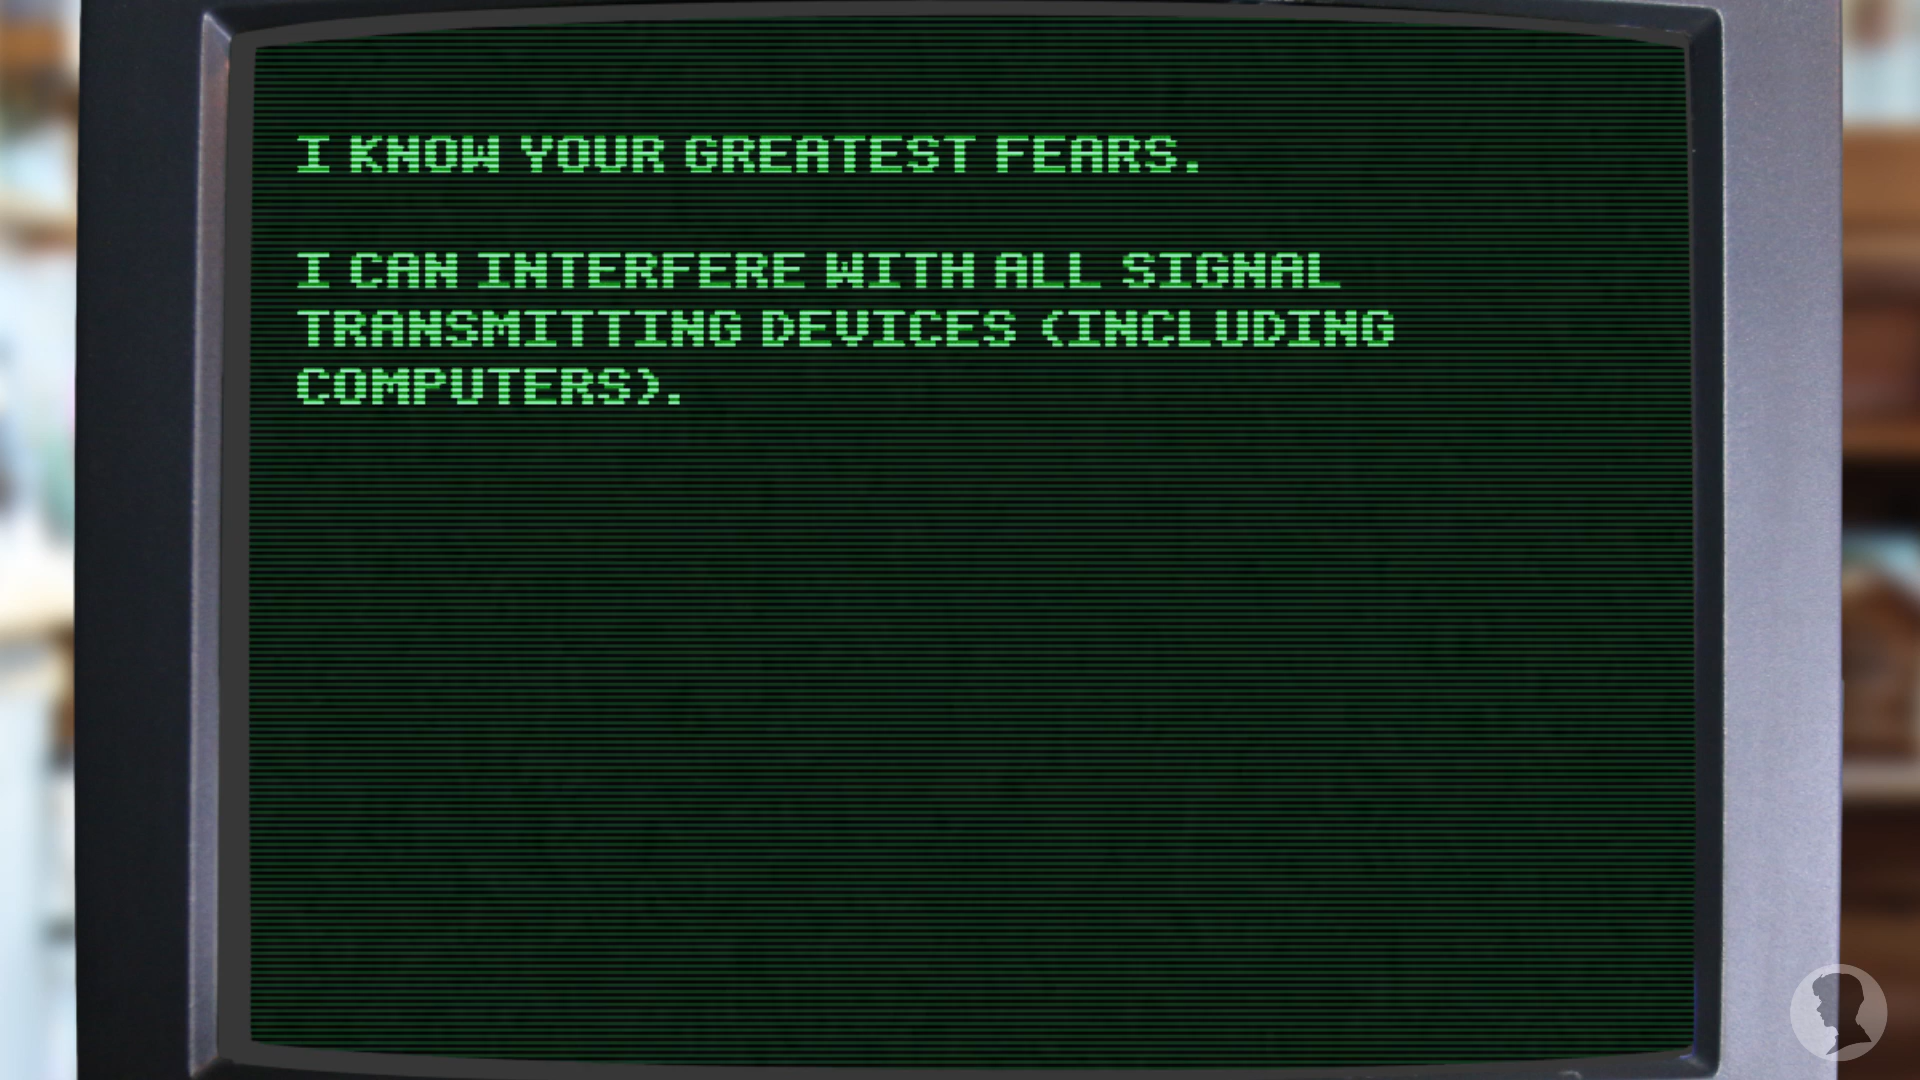 I KNOW YOUR GREATEST FEARS.
I CAN INTERFERE WITH ALL SIGNAL
TRANSMITTING DEVICES (INCLUDING
COMPUTERS).